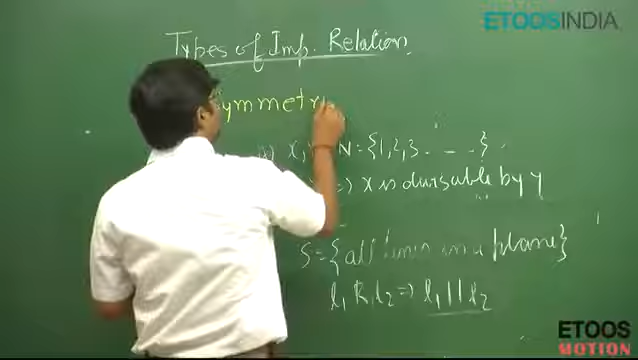 ETOOSINDIA
Types of Imp. Relation
ymmetr
N = {1, 2, 3 - - - }
=> x is divisable by y
S = {all lines in a plane}
l₁ R l₂ => l₁ || l₂
ETOOS
MOTION